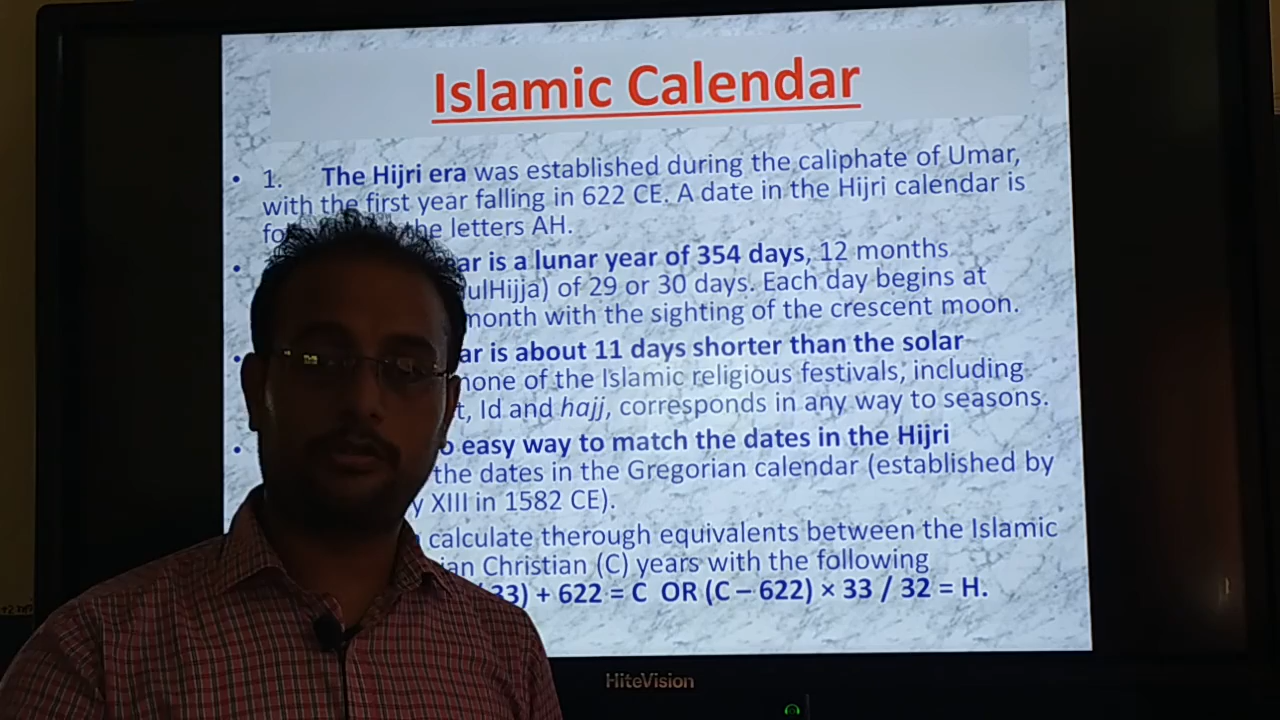 Islamic Calendar
• 1. The Hijri era was established during the caliphate of Umar,
with the first year falling in 622 CE. A date in the Hijri calendar is
the letters AH.
is a lunar year of 354 days, 12 months
of 29 or 30 days. Each day begins at
month with the sighting of the crescent moon.
is about 11 days shorter than the solar
none of the Islamic religious festivals, including
Id and hajj, corresponds in any way to seasons.
easy way to match the dates in the Hijri
the dates in the Gregorian calendar (established by
XIII in 1582 CE).
calculate therough equivalents between the Islamic
Christian (C) years with the following
33) + 622 = C OR (C – 622) × 33 / 32 = H.
HiteVision